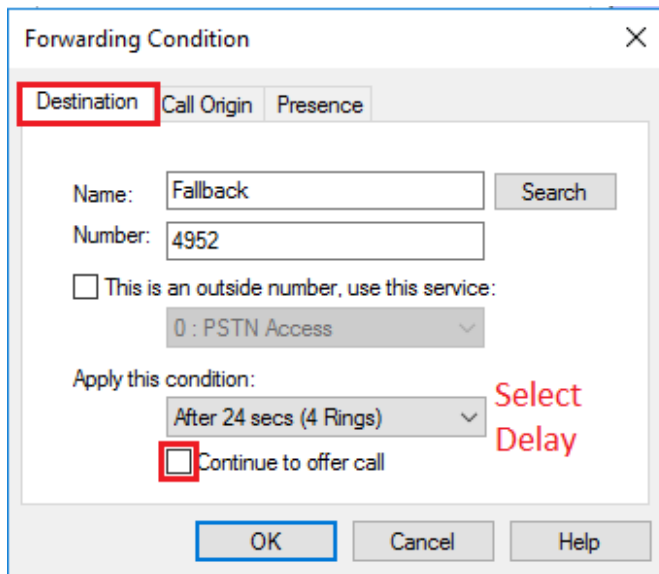 Forwarding Condition
Destination Call Origin Presence
Name: Fallback Search
Number: 4952
This is an outside number, use this service:
0 : PSTN Access
Apply this condition:
After 24 secs (4 Rings) Select
Delay
Continue to offer call
OK Cancel Help